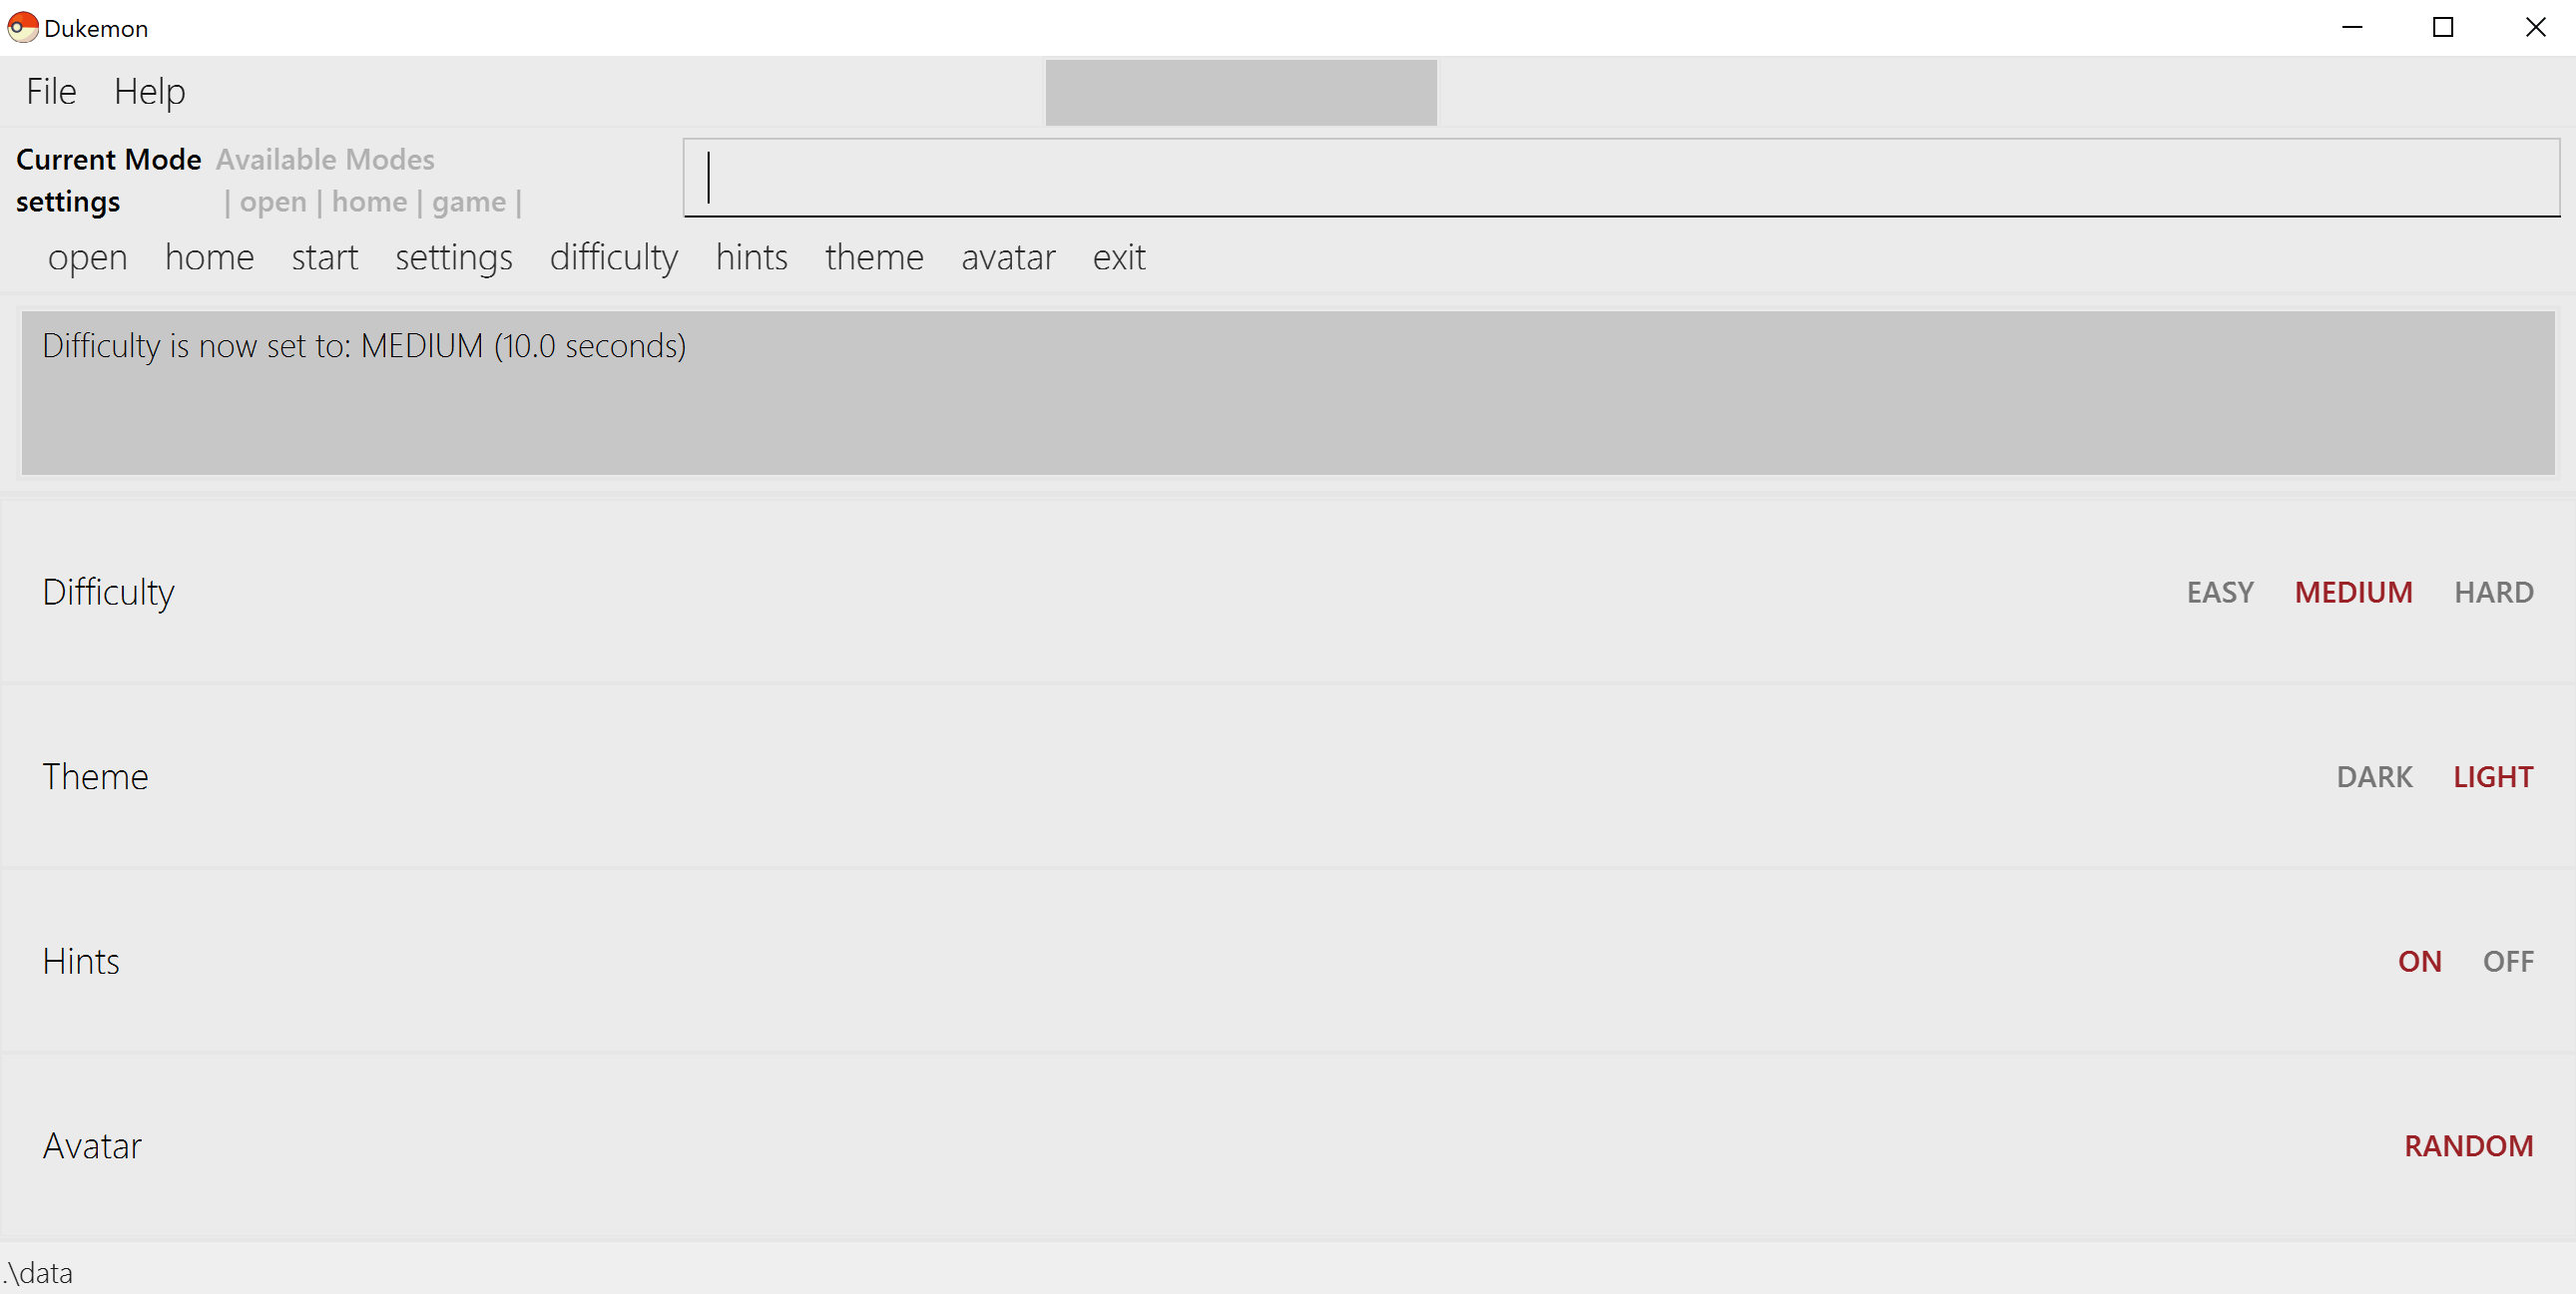 Dukemon
File Help
Current Mode Available Modes
settings | open | home | game |
open home start settings difficulty hints theme avatar exit
Difficulty is now set to: MEDIUM (10.0 seconds)
Difficulty EASY MEDIUM HARD
Theme DARK LIGHT
Hints ON OFF
Avatar RANDOM
.\data